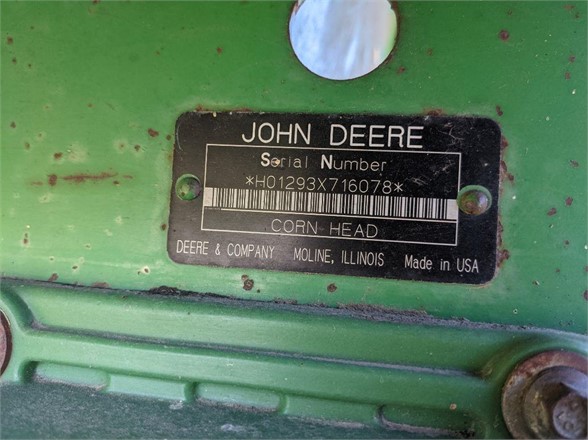 JOHN DEERE
Serial Number
*H01293X716078*
CORN HEAD
DEERE & COMPANY MOLINE, ILLINOIS Made in USA